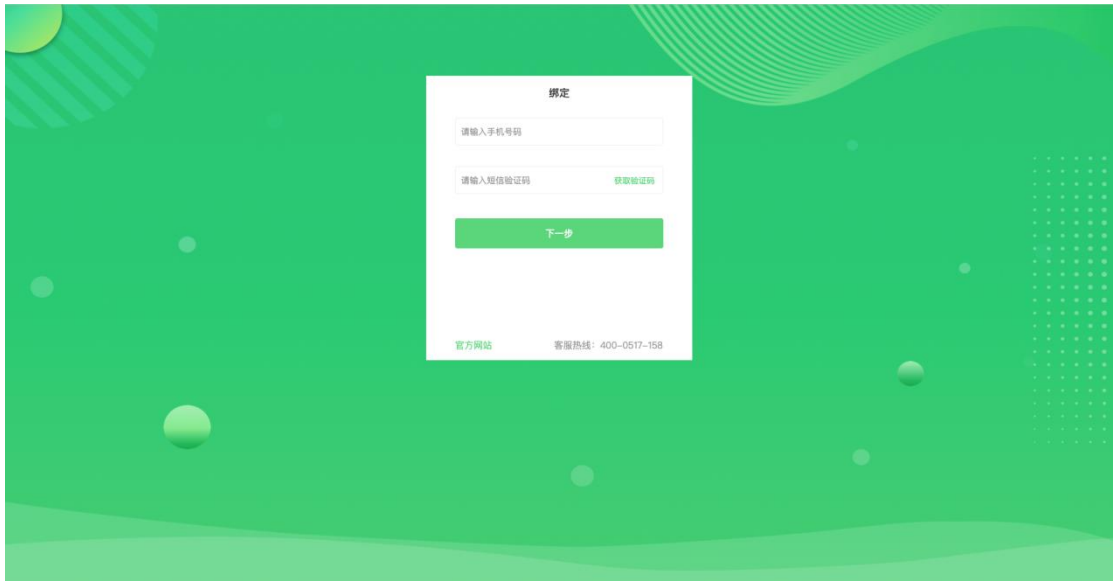 绑定
请输入手机号码
请输入短信验证码 获取验证码
下一步
官方网站 客服热线：400-0517-158